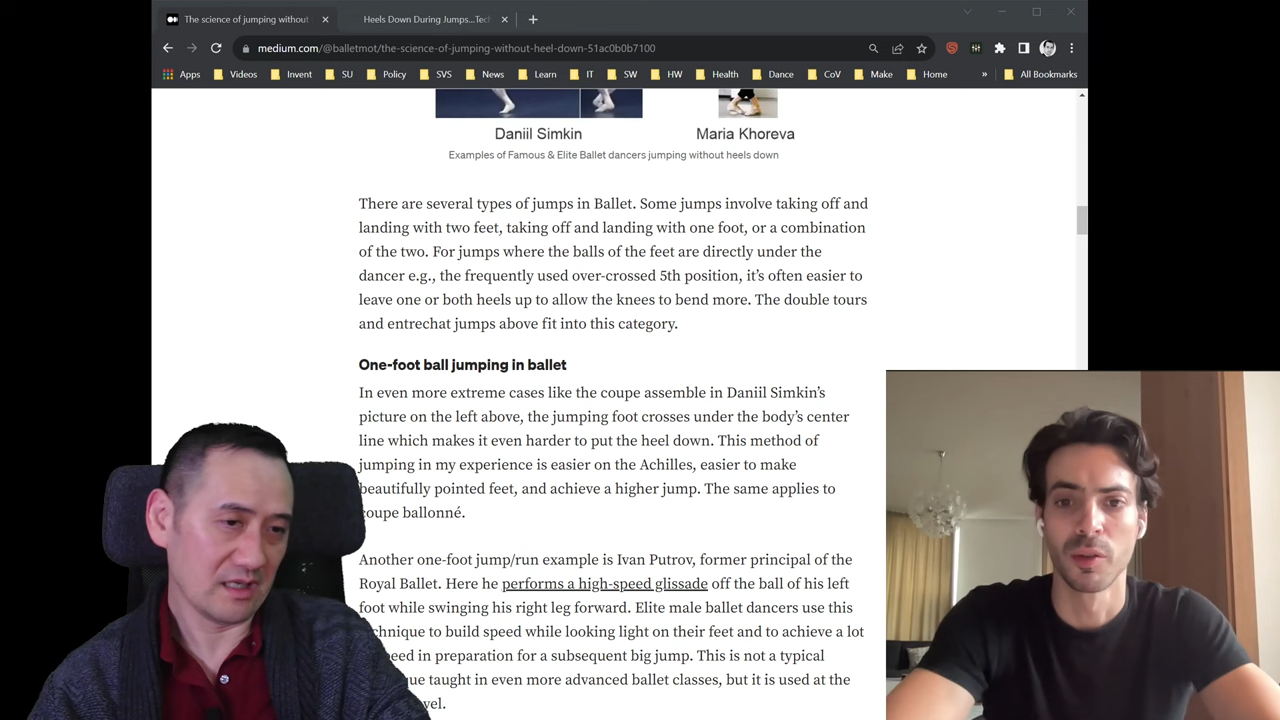 The science of jumping without
Heels Down During Jumps...Tech
medium.com/@balletmot/the-science-of-jumping-without-heel-down-51ac0b0b7100
Apps
Videos
Invent
SU
Policy
SVS
News
Learn
IT
SW
HW
Health
Dance
CoV
Make
Home
»
All Bookmarks
Daniil Simkin
Maria Khoreva
Examples of Famous & Elite Ballet dancers jumping without heels down
There are several types of jumps in Ballet. Some jumps involve taking off and
landing with two feet, taking off and landing with one foot, or a combination
of the two. For jumps where the balls of the feet are directly under the
dancer e.g., the frequently used over-crossed 5th position, it’s often easier to
leave one or both heels up to allow the knees to bend more. The double tours
and entrechat jumps above fit into this category.
One-foot ball jumping in ballet
In even more extreme cases like the coupe assemble in Daniil Simkin’s
picture on the left above, the jumping foot crosses under the body’s center
line which makes it even harder to put the heel down. This method of
jumping in my experience is easier on the Achilles, easier to make
beautifully pointed feet, and achieve a higher jump. The same applies to
coupe ballonné.
Another one-foot jump/run example is Ivan Putrov, former principal of the
Royal Ballet. Here he performs a high-speed glissade off the ball of his left
foot while swinging his right leg forward. Elite male ballet dancers use this
technique to build speed while looking light on their feet and to achieve a lot
in preparation for a subsequent big jump. This is not a typical
taught in even more advanced ballet classes, but it is used at the